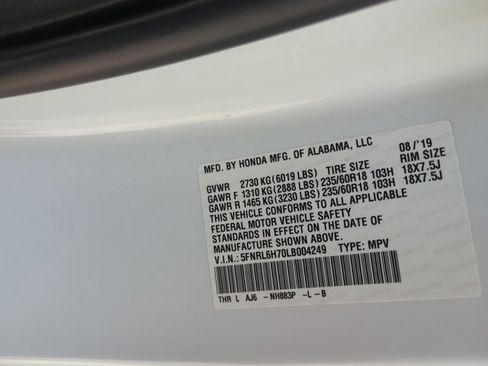 MFD. BY HONDA MFG. OF ALABAMA, LLC 08/'19
GVWR 2730 KG (6019 LBS) TIRE SIZE RIM SIZE
GAWR F 1310 KG (2888 LBS) 235/60R18 103H 18X7.5J
GAWR R 1465 KG (3230 LBS) 235/60R18 103H 18X7.5J
THIS VEHICLE CONFORMS TO ALL APPLICABLE
FEDERAL MOTOR VEHICLE SAFETY
STANDARDS IN EFFECT ON THE DATE OF
MANUFACTURE SHOWN ABOVE.
V.I.N.: 5FNRL6H70LB004249 TYPE: MPV
THR L AJ6 -NH883P -L -B